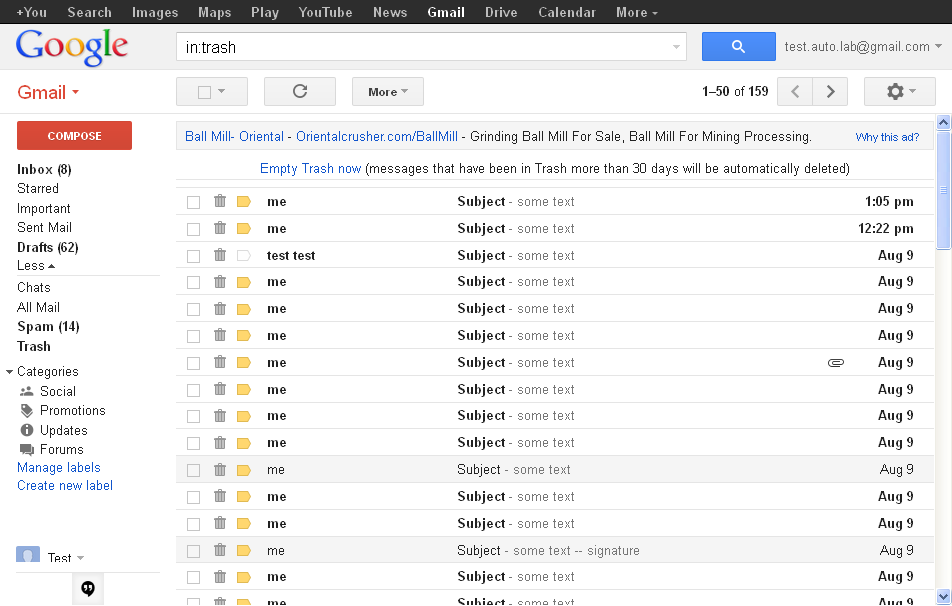 +You Search Images Maps Play YouTube News Gmail Drive Calendar More
Google
in:trash
test.auto.lab@gmail.com
Gmail
More
1–50 of 159
COMPOSE
Inbox (8)
Starred
Important
Sent Mail
Drafts (62)
Less
Chats
All Mail
Spam (14)
Trash
Categories
Social
Promotions
Updates
Forums
Manage labels
Create new label
Test
Ball Mill- Oriental - Orientalcrusher.com/BallMill - Grinding Ball Mill For Sale, Ball Mill For Mining Processing. Why this ad?
Empty Trash now (messages that have been in Trash more than 30 days will be automatically deleted)
me Subject - some text 1:05 pm
me Subject - some text 12:22 pm
test test Subject - some text Aug 9
me Subject - some text Aug 9
me Subject - some text Aug 9
me Subject - some text Aug 9
me Subject - some text Aug 9
me Subject - some text Aug 9
me Subject - some text Aug 9
me Subject - some text Aug 9
me Subject - some text Aug 9
me Subject - some text Aug 9
me Subject - some text Aug 9
me Subject - some text -- signature Aug 9
me Subject - some text Aug 9
me Subject - some text Aug 9